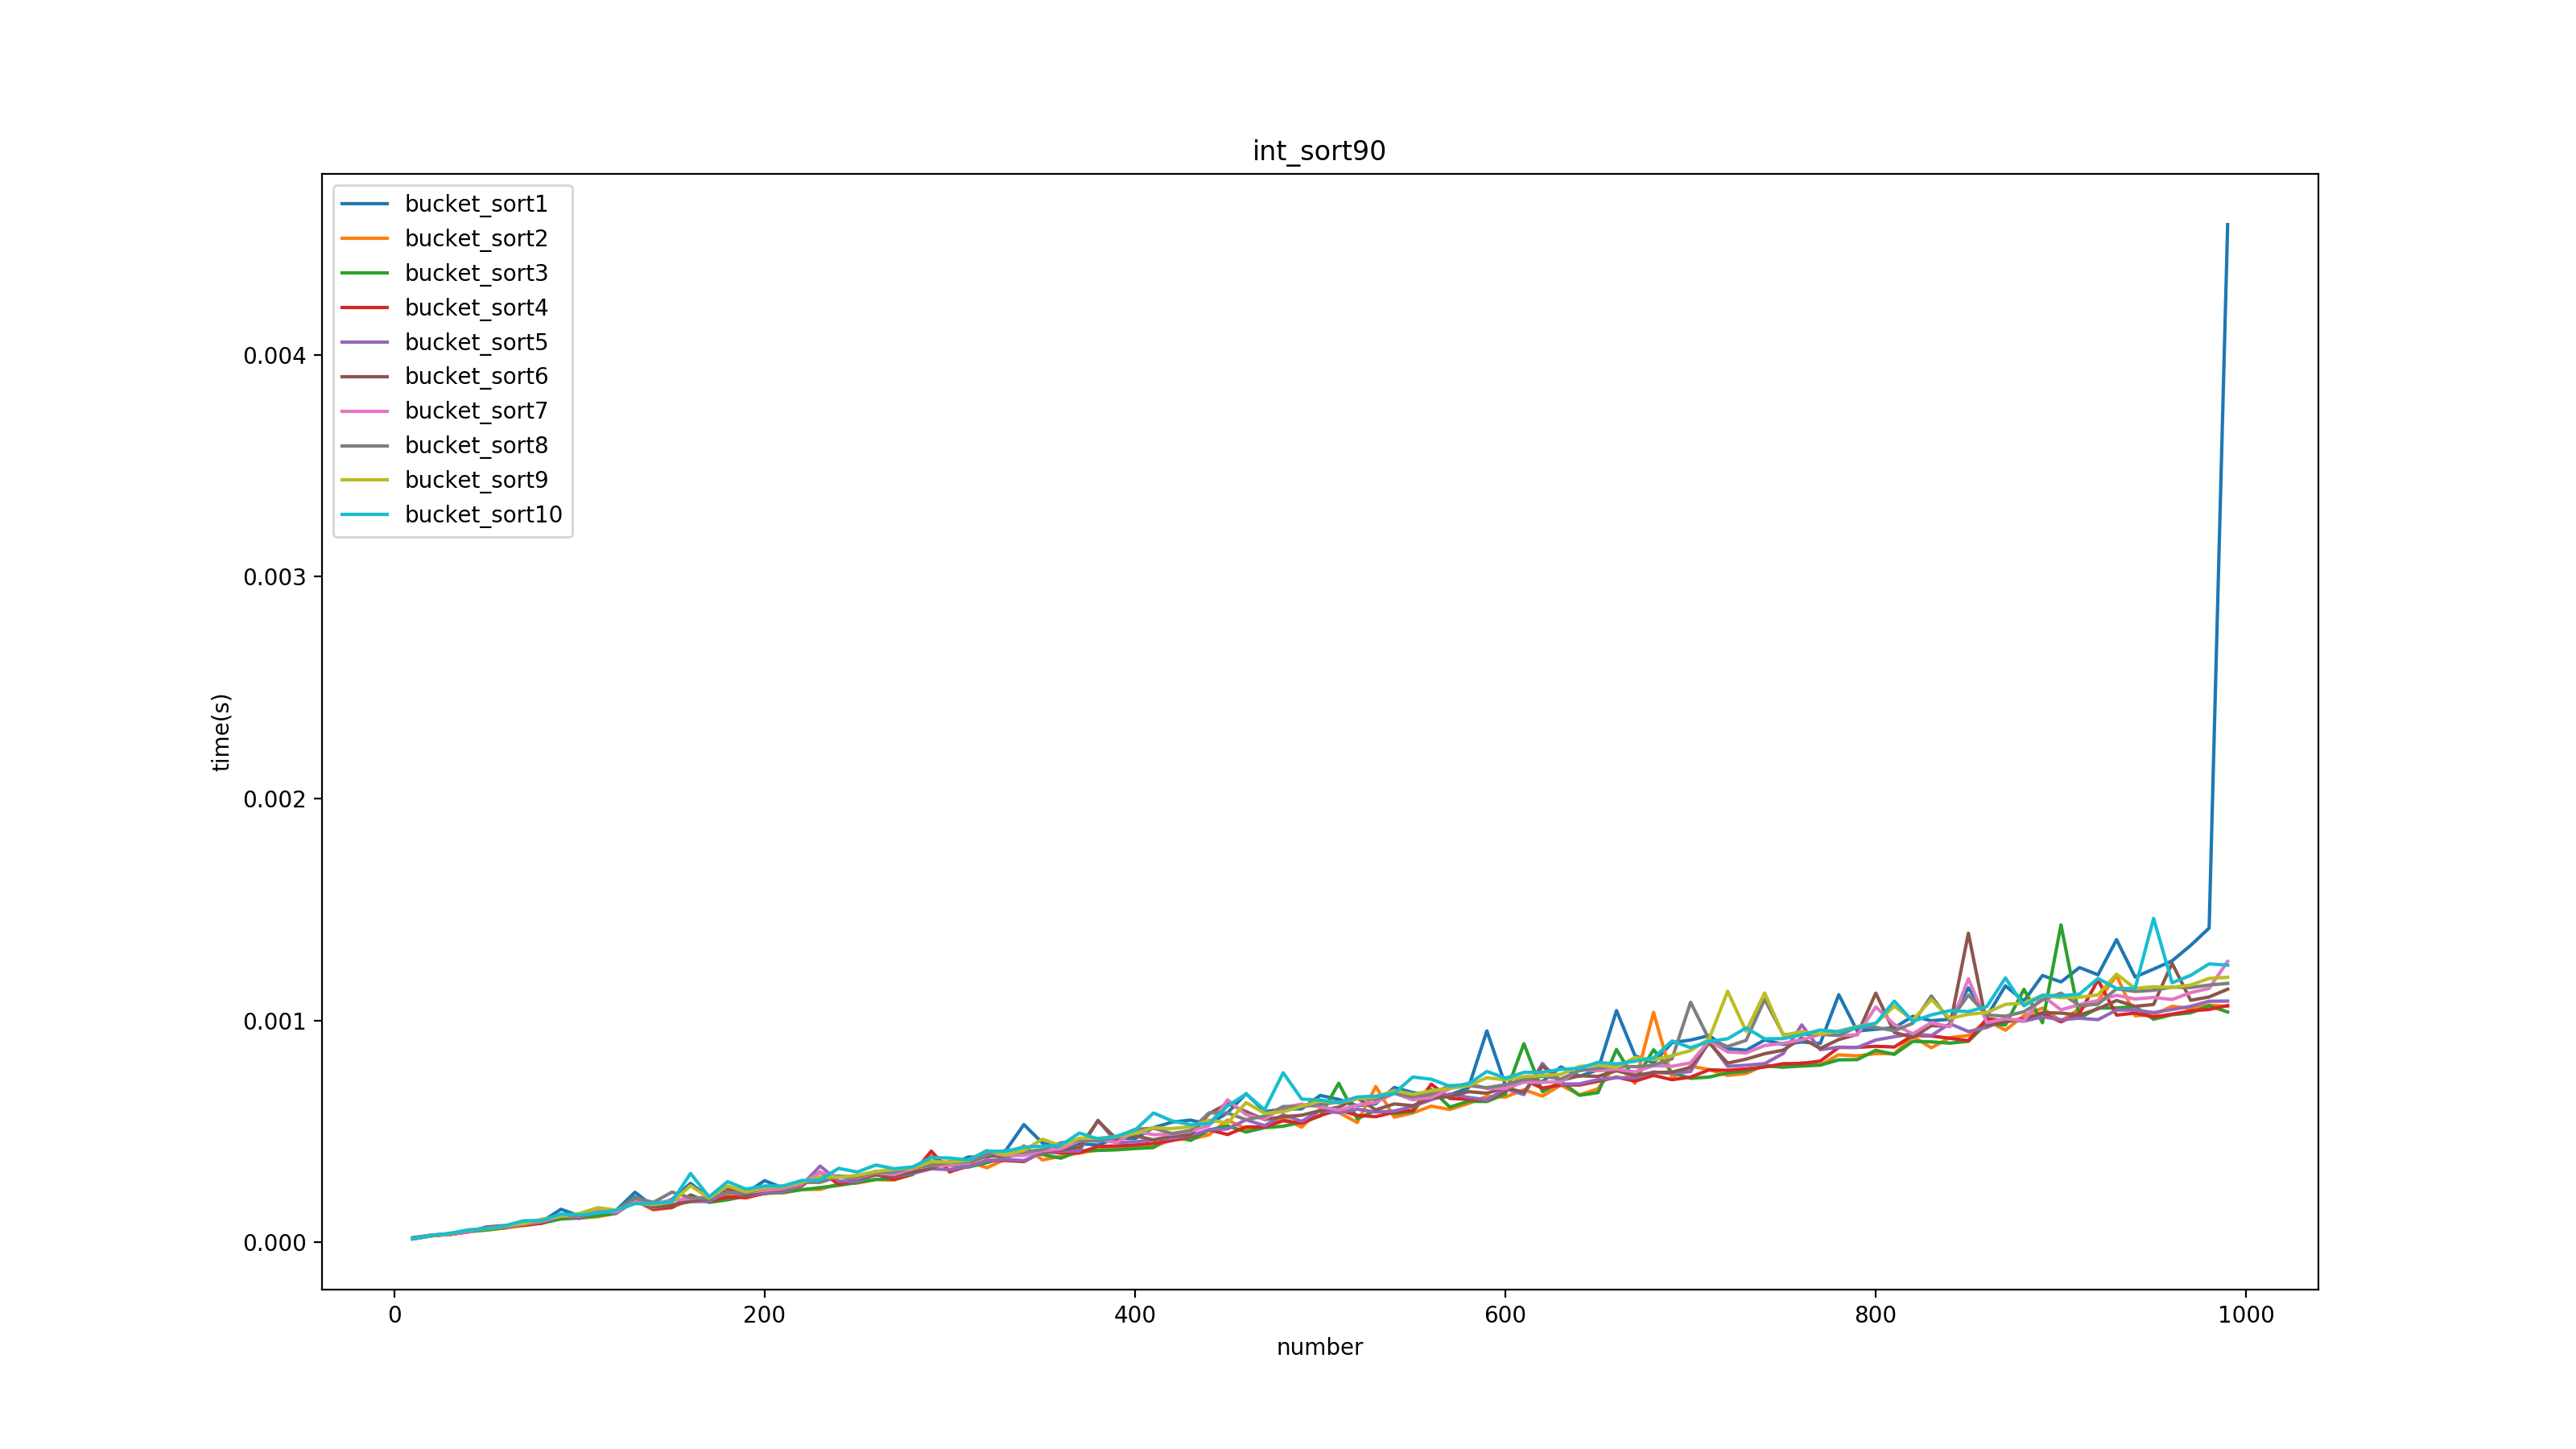 int_sort90
bucket_sort1
bucket_sort2
bucket_sort3
bucket_sort4
bucket_sort5
bucket_sort6
bucket_sort7
bucket_sort8
bucket_sort9
bucket_sort10
0.004
0.003
0.002
0.001
0.000
time(s)
0 200 400 600 800 1000
number